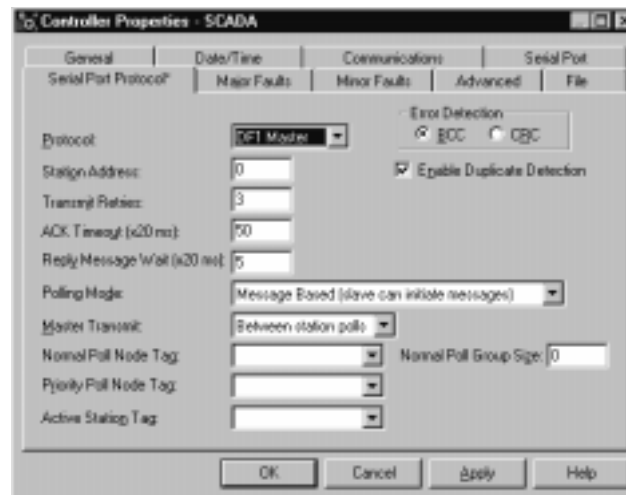 Controller Properties - SCADA
General Date/Time Communications Serial Port
Serial Port Protocol* Major Faults Minor Faults Advanced File
Error Detection
Protocol: DF1 Master BCC CRC
Station Address: 0 Enable Duplicate Detection
Transmit Retries: 3
ACK Timeout (x20 ms): 50
Reply Message Wait (x20 ms): 5
Polling Mode: Message Based (slave can initiate messages)
Master Transmit: Between station polls
Normal Poll Node Tag: Normal Poll Group Size: 0
Priority Poll Node Tag:
Active Station Tag:
OK Cancel Apply Help